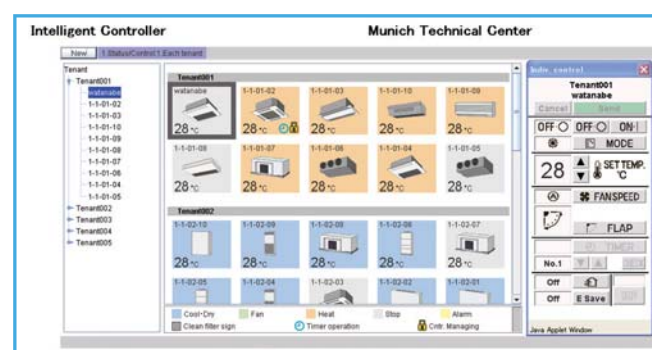 Intelligent Controller Munich Technical Center
New 1.Status/Control 1.Each tenant
Tenant
Tenant001
watanabe
1-1-01-02
1-1-01-03
1-1-01-10
1-1-01-09
1-1-01-08
1-1-01-07
1-1-01-06
1-1-01-04
1-1-01-05
Tenant002
Tenant003
Tenant004
Tenant005
Tenant001
watanabe 1-1-01-02 1-1-01-03 1-1-01-10 1-1-01-09
28°C 28°C 28°C 28°C 28°C
1-1-01-08 1-1-01-07 1-1-01-06 1-1-01-04 1-1-01-05
28°C 28°C 28°C 28°C 28°C
Tenant002
1-1-02-10 1-1-02-09 1-1-02-08 1-1-02-06 1-1-02-07
28°C 28°C 28°C 28°C 28°C
1-1-02-05 1-1-02-04 1-1-02-03 1-1-02-02 1-1-02-01
Cool・Dry Fan Heat Stop Alarm
Clean filter sign Timer operation Cntr. Managing
Indiv. control
Tenant001
watanabe
Cancel Send
OFF OFF ON
MODE
28 SET TEMP. °C
FANSPEED
FLAP
TIMER
No.1
Off
Off E Save
Java Applet Window